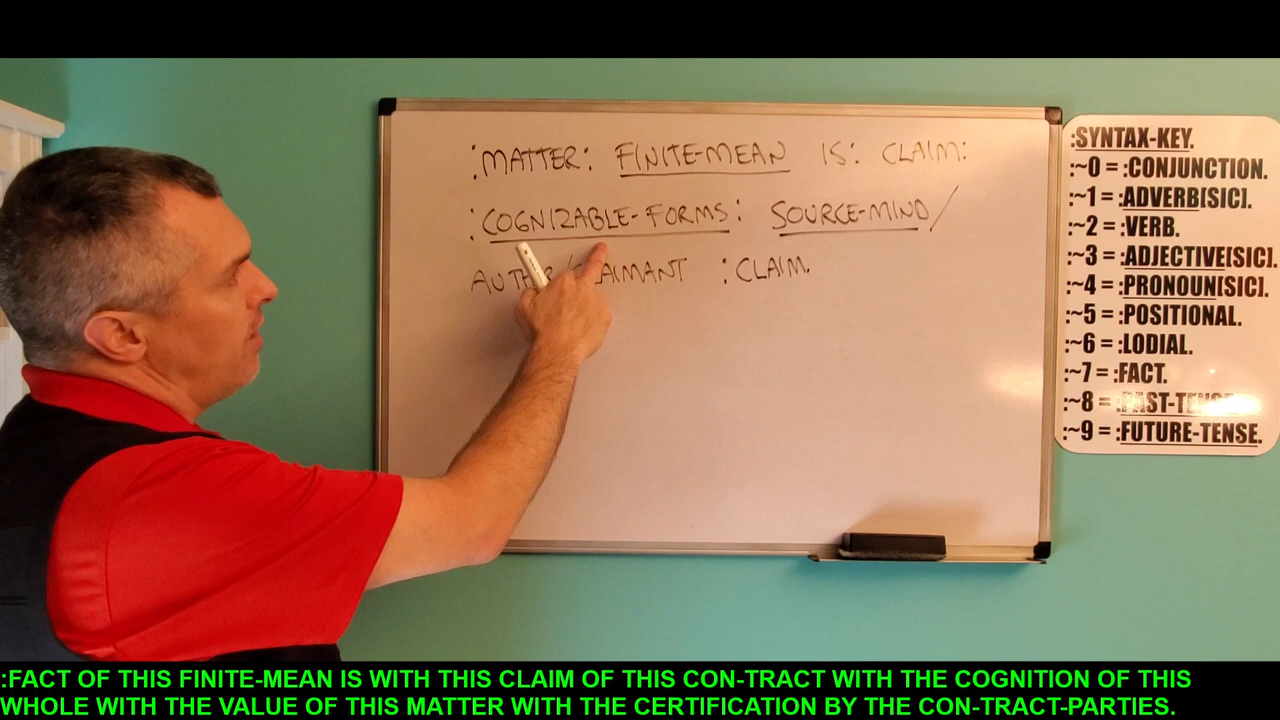 :MATTER: FINITE-MEAN IS: CLAIM:
:COGNIZABLE-FORMS: SOURCE-MIND/
:CLAIM.
:SYNTAX-KEY.
:~0 = :CONJUNCTION.
:~1 = :ADVERB[SIC].
:~2 = :VERB.
:~3 = :ADJECTIVE[SIC].
:~4 = :PRONOUN[SIC].
:~5 = :POSITIONAL.
:~6 = :LODIAL.
:~7 = :FACT.
:~8 = :PAST-TENSE.
:~9 = :FUTURE-TENSE.
:FACT OF THIS FINITE-MEAN IS WITH THIS CLAIM OF THIS CON-TRACT WITH THE COGNITION OF THIS
WHOLE WITH THE VALUE OF THIS MATTER WITH THE CERTIFICATION BY THE CON-TRACT-PARTIES.